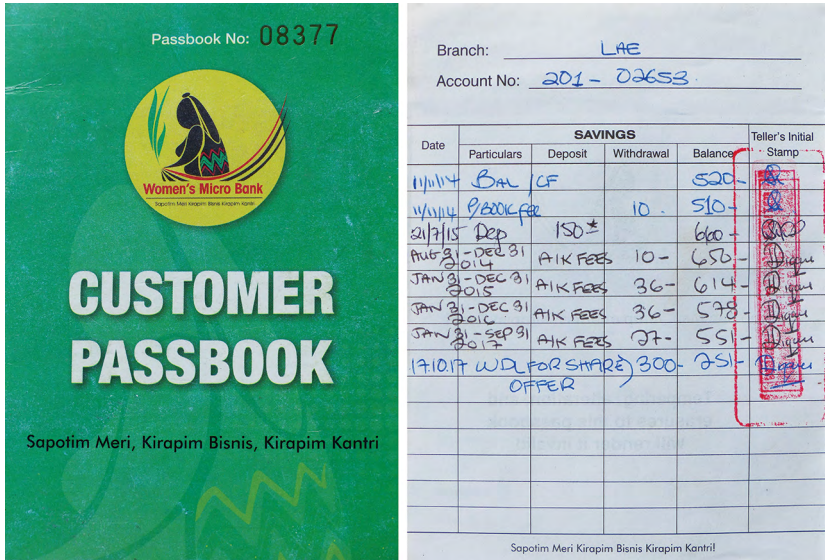 Passbook No: 08377
Women's Micro Bank
Sapotim Meri Kirapim Bisnis Kirapim Kantri
CUSTOMER
PASSBOOK
Sapotim Meri, Kirapim Bisnis, Kirapim Kantri
Branch: LAE
Account No: 201 - 02653
SAVINGS
Date Particulars Deposit Withdrawal Balance Teller's Initial Stamp
11/11/14 BAL /CF 520-
11/11/14 P/BOOK fee 10. 510-
21/7/15 Dep 150 660-
AUG 31 - DEC 31 2014 A/K FEES 10- 650-
JAN 31 - DEC 31 2015 A/K FEES 36- 614-
JAN 31 - DEC 31 2016 A/K FEES 36- 578-
JAN 31 - SEP 31 2017 A/K FEES 27- 551-
17.10.17 WDL FOR SHARE 300- 251-
OFFER
Sapotim Meri Kirapim Bisnis Kirapim Kantri!